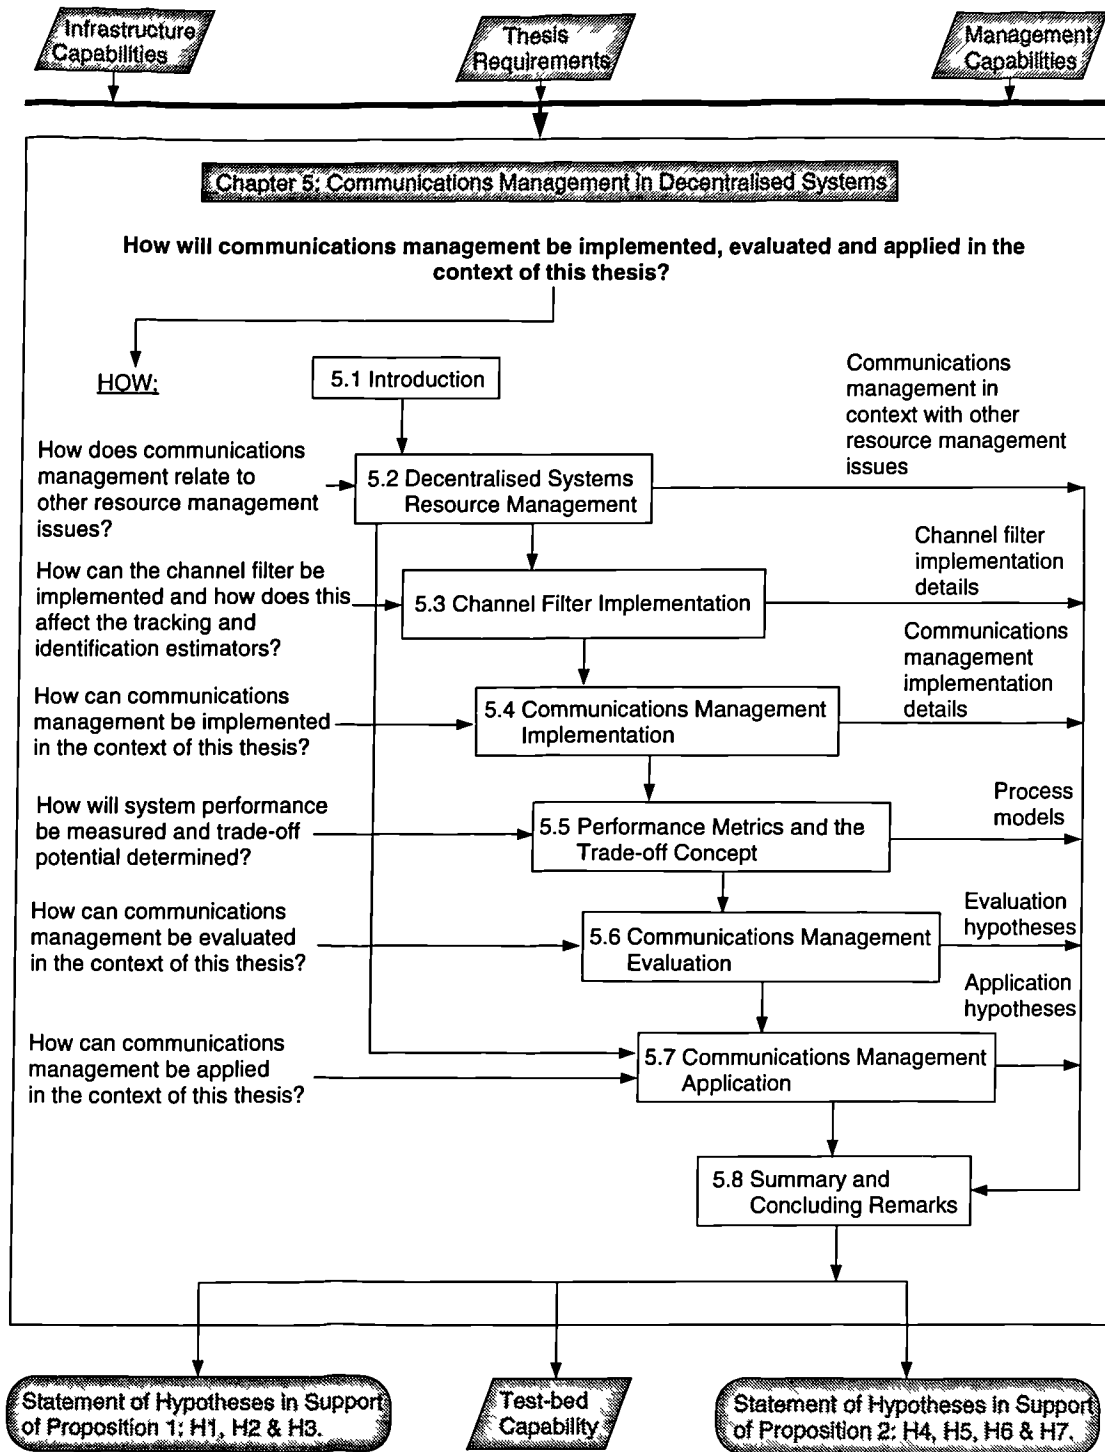 Infrastructure
Capabilities
Thesis
Requirements
Management
Capabilities
Chapter 5: Communications Management in Decentralised Systems
How will communications management be implemented, evaluated and applied in the
context of this thesis?
HOW:
5.1 Introduction
Communications
management in
context with other
resource management
issues
How does communications
management relate to
other resource management
issues?
5.2 Decentralised Systems
Resource Management
Channel filter
implementation
details
How can the channel filter be
implemented and how does this
affect the tracking and
identification estimators?
5.3 Channel Filter Implementation
Communications
management
implementation
details
How can communications
management be implemented
in the context of this thesis?
5.4 Communications Management
Implementation
Process
models
How will system performance
be measured and trade-off
potential determined?
5.5 Performance Metrics and the
Trade-off Concept
Evaluation
hypotheses
How can communications
management be evaluated
in the context of this thesis?
5.6 Communications Management
Evaluation
Application
hypotheses
How can communications
management be applied
in the context of this thesis?
5.7 Communications Management
Application
5.8 Summary and
Concluding Remarks
Statement of Hypotheses in Support
of Proposition 1: H1, H2 & H3.
Test-bed
Capability
Statement of Hypotheses in Support
of Proposition 2: H4, H5, H6 & H7.